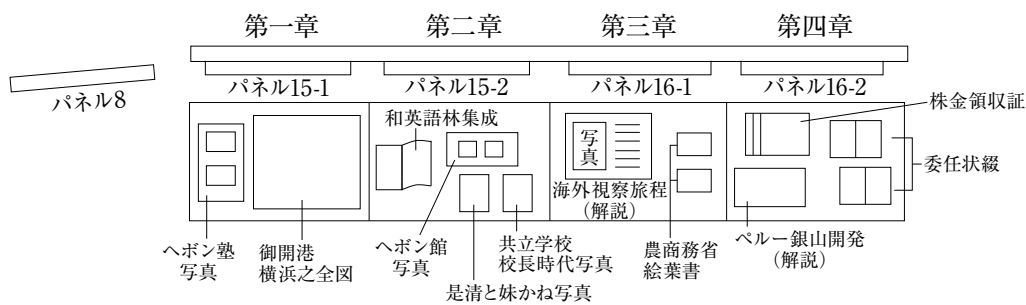 第一章
第二章
第三章
第四章
パネル8
パネル15-1
パネル15-2
パネル16-1
パネル16-2
株金領収証
和英語林集成
写真
委任状綴
海外視察旅程
（解説）
ヘボン塾
写真
御開港
横浜之全図
ヘボン館
写真
共立学校
校長時代写真
是清と妹かね写真
農商務省
絵葉書
ペルー銀山開発
（解説）